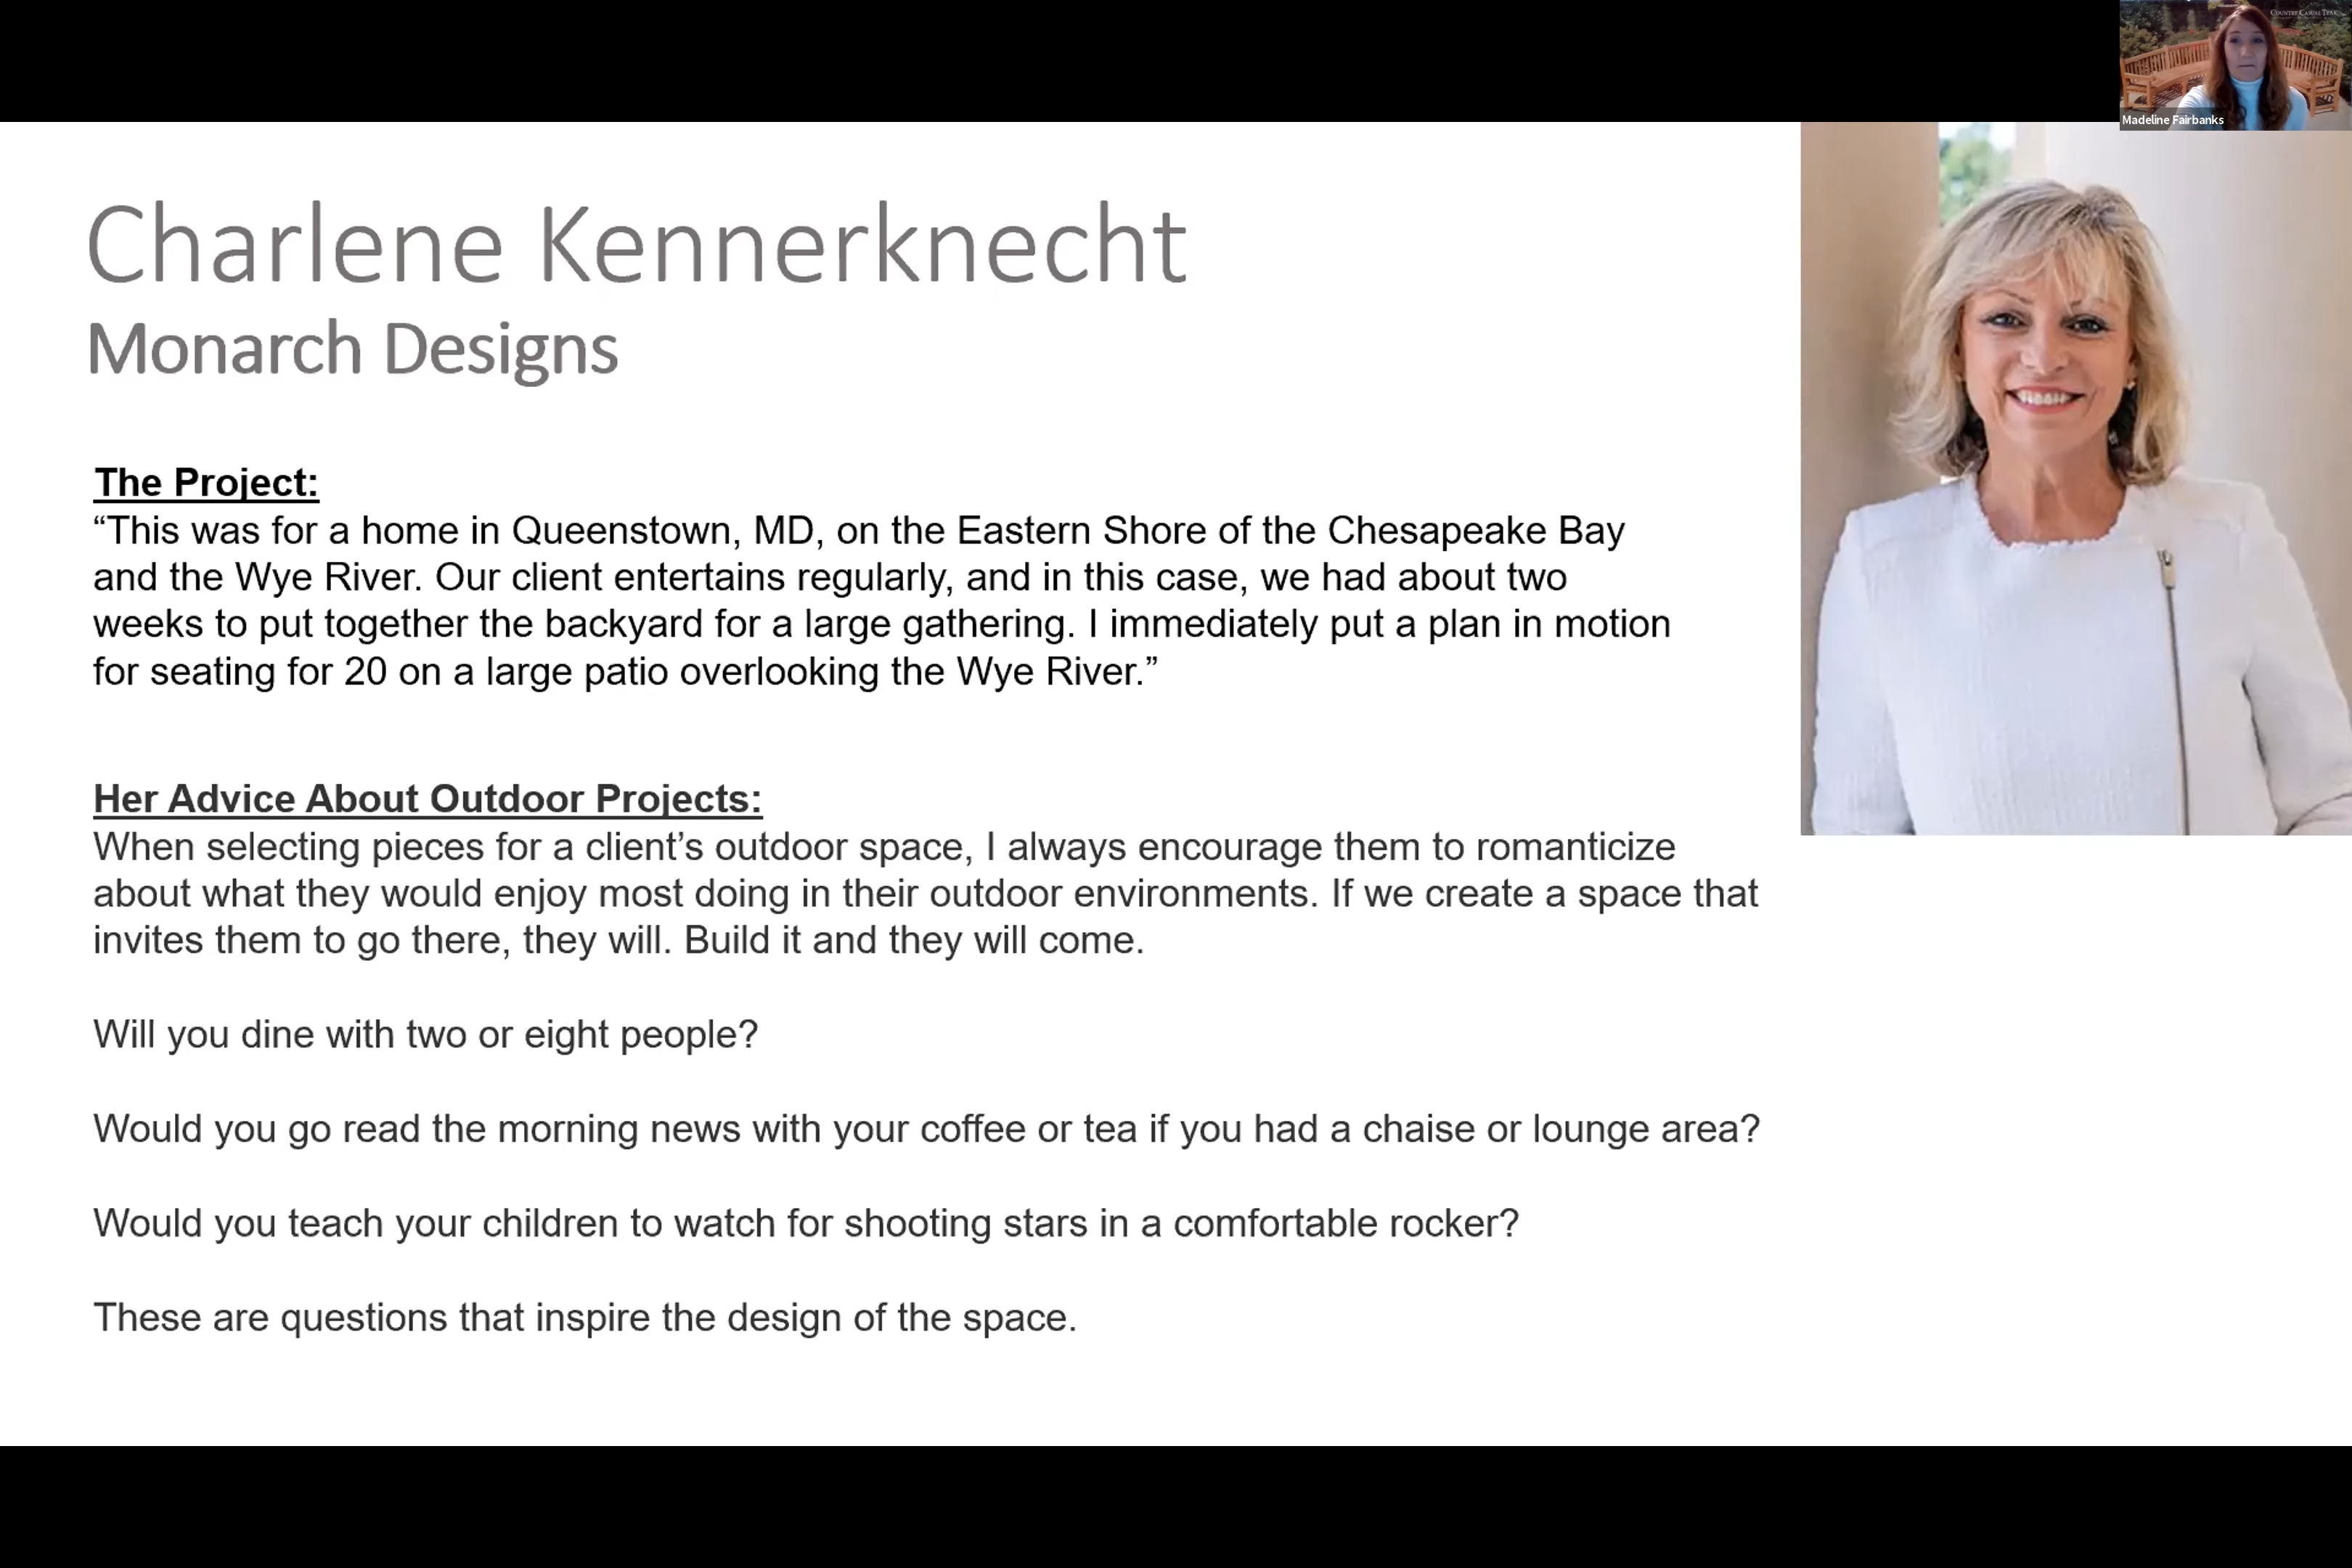 COUNTRY CASUAL TEAK
Madeline Fairbanks
Charlene Kennerknecht
Monarch Designs
The Project:
“This was for a home in Queenstown, MD, on the Eastern Shore of the Chesapeake Bay
and the Wye River. Our client entertains regularly, and in this case, we had about two
weeks to put together the backyard for a large gathering. I immediately put a plan in motion
for seating for 20 on a large patio overlooking the Wye River.”
Her Advice About Outdoor Projects:
When selecting pieces for a client’s outdoor space, I always encourage them to romanticize
about what they would enjoy most doing in their outdoor environments. If we create a space that
invites them to go there, they will. Build it and they will come.
Will you dine with two or eight people?
Would you go read the morning news with your coffee or tea if you had a chaise or lounge area?
Would you teach your children to watch for shooting stars in a comfortable rocker?
These are questions that inspire the design of the space.